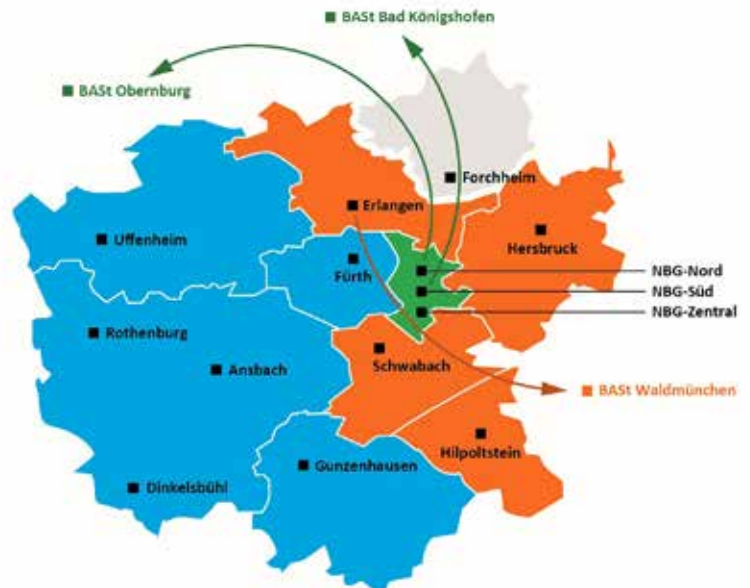 BASt Bad Königshofen
BASt Obernburg
Forchheim
Erlangen
Hersbruck
Uffenheim
Fürth
NBG-Nord
NBG-Süd
NBG-Zentral
Rothenburg
Schwabach
Ansbach
BASt Waldmünchen
Hilpoltstein
Gunzenhausen
Dinkelsbühl